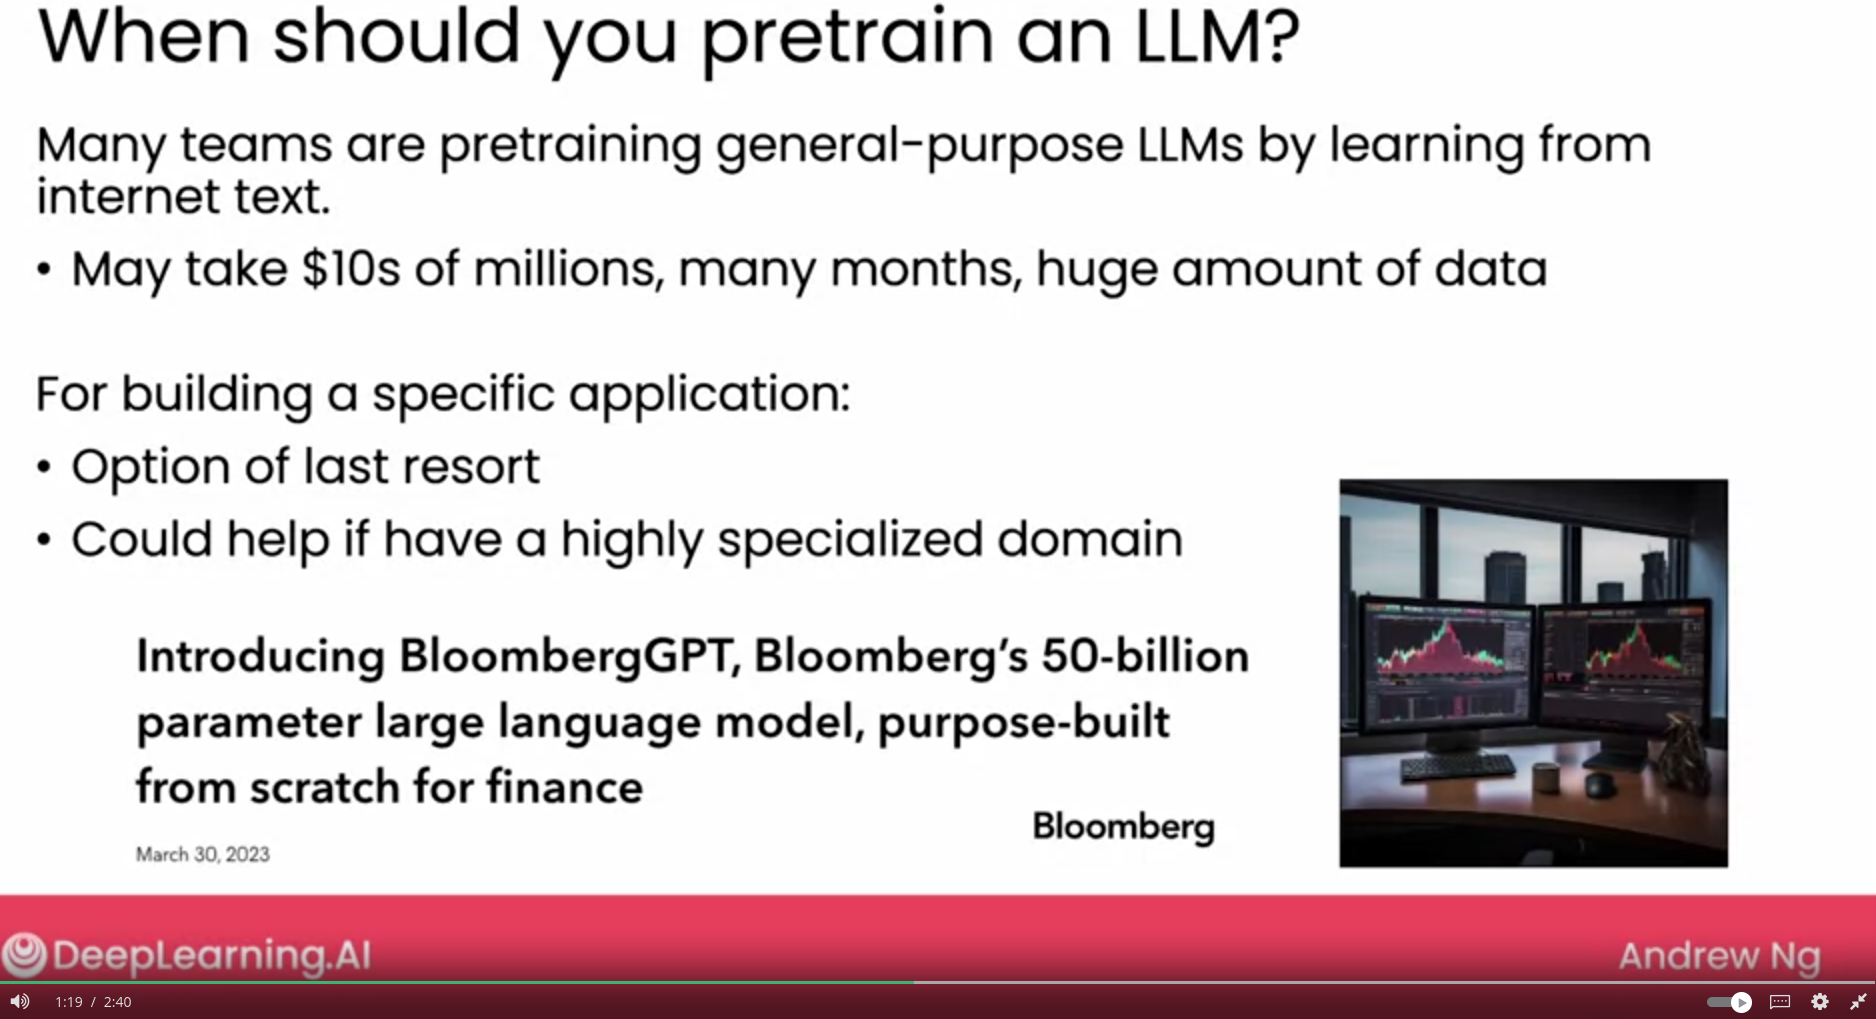 When should you pretrain an LLM?
Many teams are pretraining general-purpose LLMs by learning from
internet text.
• May take $10s of millions, many months, huge amount of data
For building a specific application:
• Option of last resort
• Could help if have a highly specialized domain
Introducing BloombergGPT, Bloomberg's 50-billion
parameter large language model, purpose-built
from scratch for finance
Bloomberg
March 30, 2023
DeepLearning.AI
Andrew Ng
1:19 / 2:40